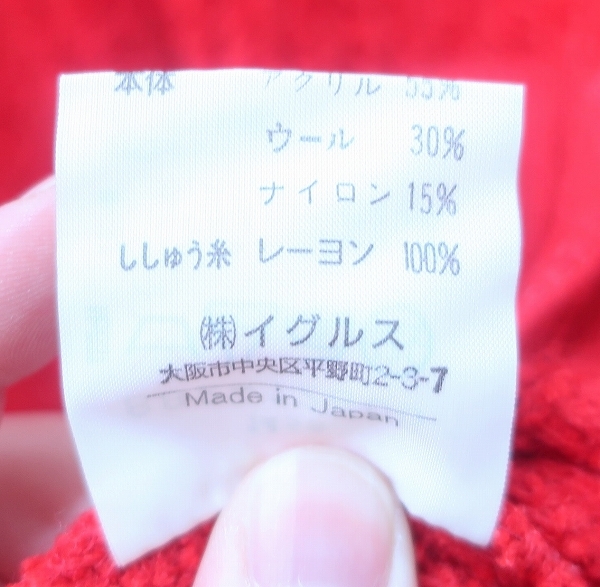 本体 アクリル 55%
ウール 30%
ナイロン 15%
ししゅう糸 レーヨン 100%
㈱イグルス
大阪市中央区平野町2-3-7
Made in Japan